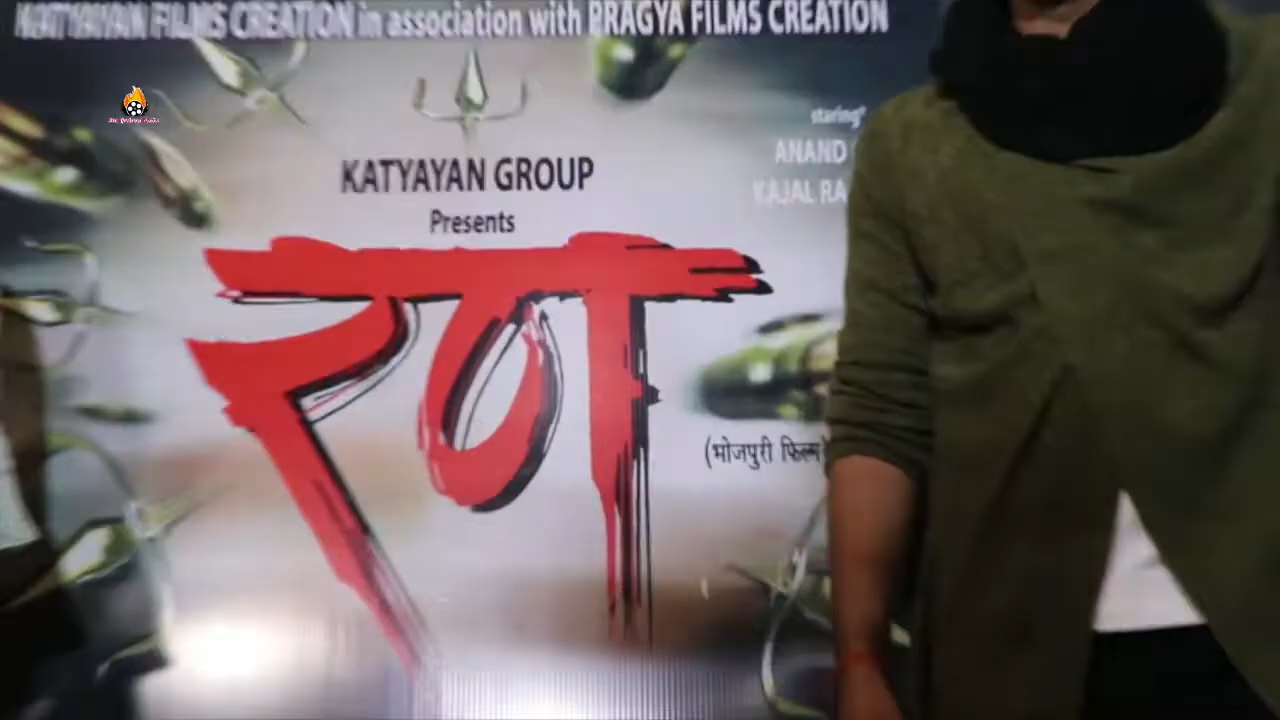 KATYAYAN FILMS CREATION in association with PRAGYA FILMS CREATION
staring
ANAND
KAJAL RA
KATYAYAN GROUP
Presents
रण
(भोजपुरी फिल्म)